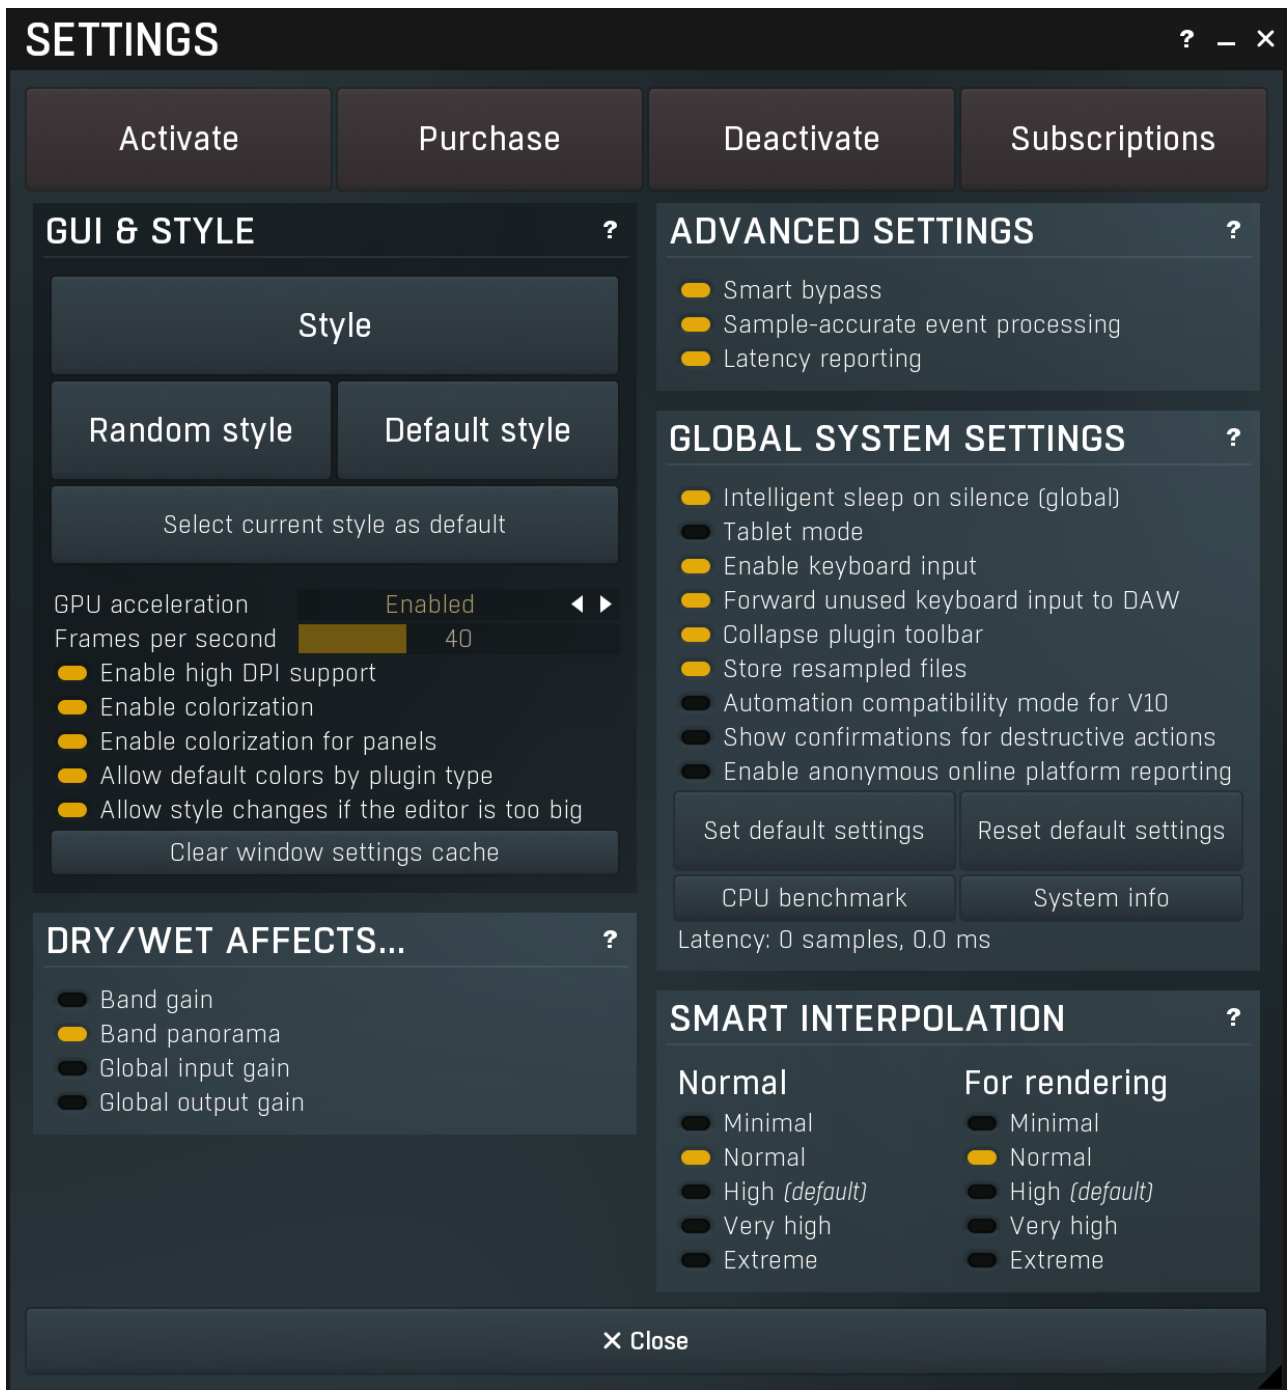 SETTINGS
? _ ×
Activate Purchase Deactivate Subscriptions
GUI & STYLE ?
Style
Random style Default style
Select current style as default
GPU acceleration Enabled
Frames per second 40
Enable high DPI support
Enable colorization
Enable colorization for panels
Allow default colors by plugin type
Allow style changes if the editor is too big
Clear window settings cache
DRY/WET AFFECTS... ?
Band gain
Band panorama
Global input gain
Global output gain
ADVANCED SETTINGS ?
Smart bypass
Sample-accurate event processing
Latency reporting
GLOBAL SYSTEM SETTINGS ?
Intelligent sleep on silence (global)
Tablet mode
Enable keyboard input
Forward unused keyboard input to DAW
Collapse plugin toolbar
Store resampled files
Automation compatibility mode for V10
Show confirmations for destructive actions
Enable anonymous online platform reporting
Set default settings Reset default settings
CPU benchmark System info
Latency: 0 samples, 0.0 ms
SMART INTERPOLATION ?
Normal
Minimal
Normal
High (default)
Very high
Extreme
For rendering
Minimal
Normal
High (default)
Very high
Extreme
× Close